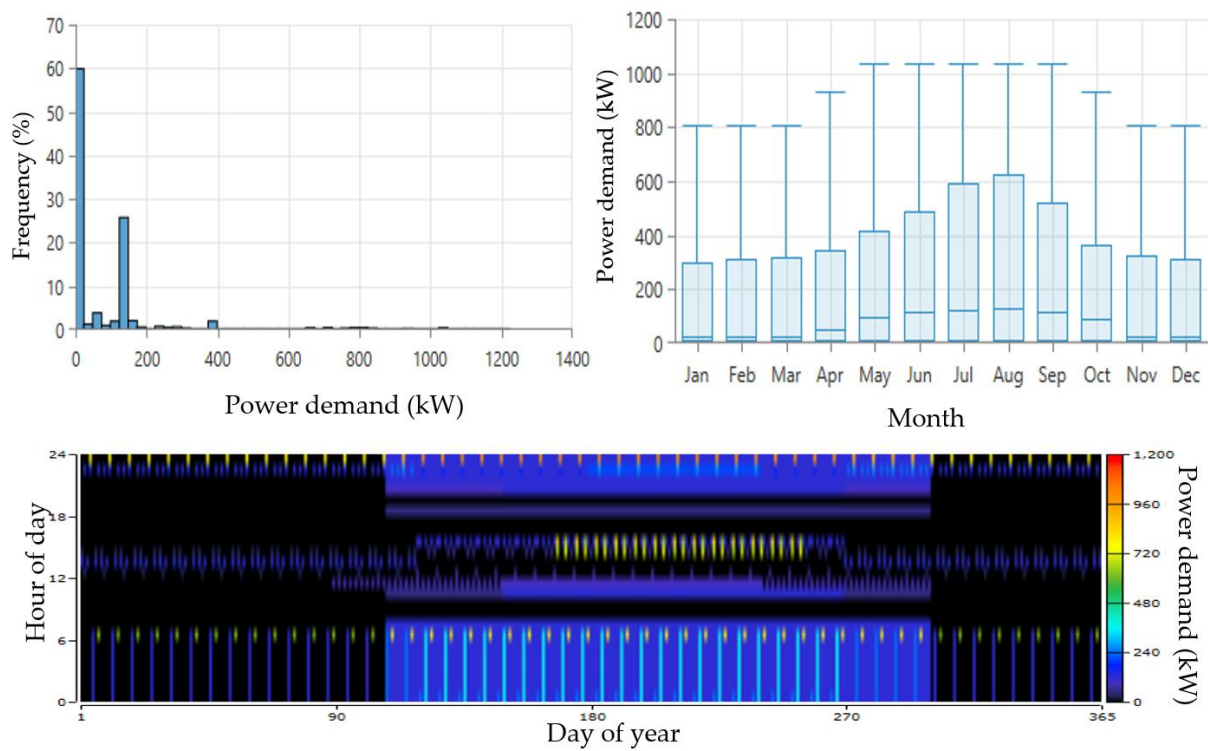 70
60
50
40
30
20
10
0
Frequency (%)
0 200 400 600 800 1000 1200 1400
Power demand (kW)
1200
1000
800
600
400
200
0
Power demand (kW)
Jan Feb Mar Apr May Jun Jul Aug Sep Oct Nov Dec
Month
24
18
12
6
0
Hour of day
1 90 180 270 365
Day of year
1,200
960
720
480
240
0
Power demand (kW)